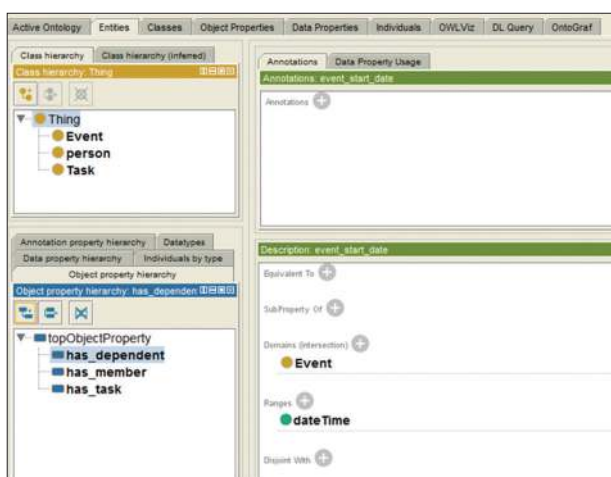 Active Ontology Entities Classes Object Properties Data Properties Individuals OWLViz DL Query OntoGraf
Class hierarchy Class hierarchy (inferred)
Class hierarchy: Thing
Thing
Event
person
Task
Annotation property hierarchy Datatypes
Data property hierarchy Individuals by type
Object property hierarchy
Object property hierarchy: has_dependen
topObjectProperty
has_dependent
has_member
has_task
Annotations Data Property Usage
Annotations: event_start_date
Annotations
Description: event_start_date
Equivalent To
SubProperty Of
Domains (intersection)
Event
Ranges
dateTime
Disjoint With